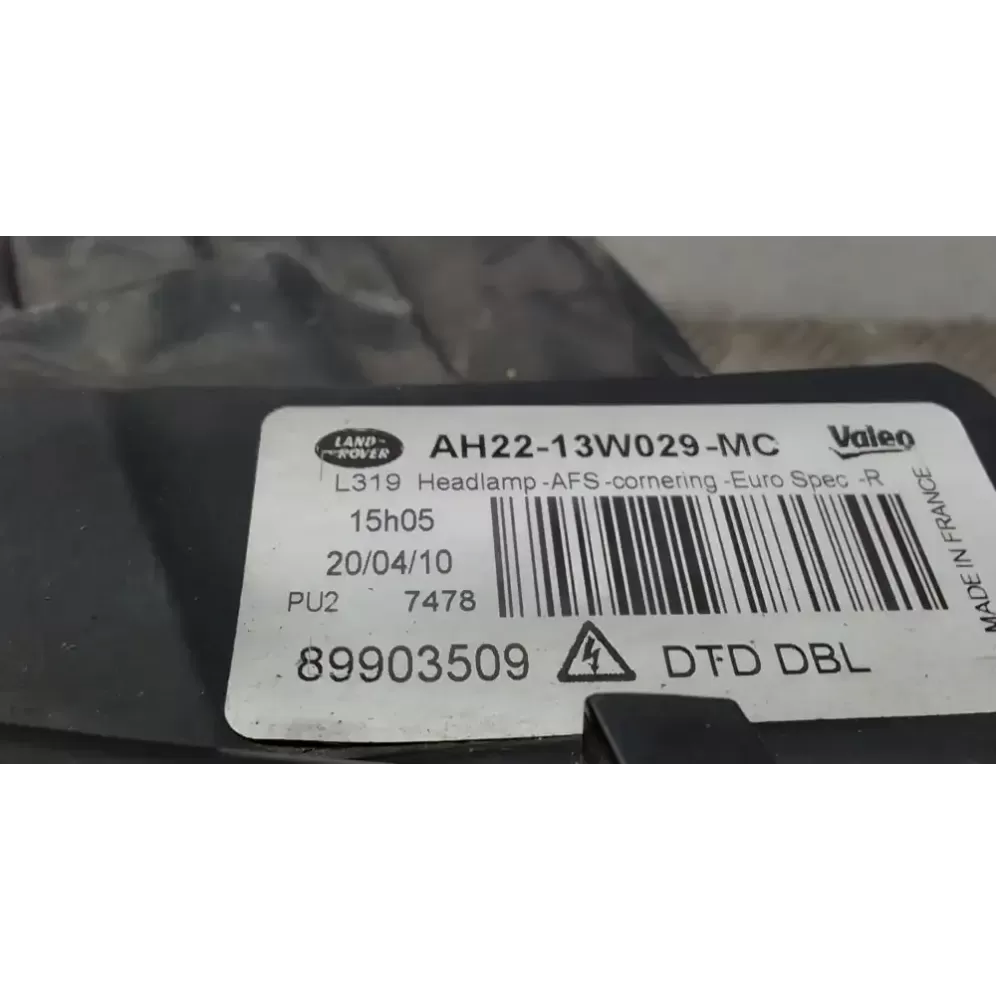 LAND-
ROVER
AH22-13W029-MC
Valeo
L319 Headlamp -AFS -cornering -Euro Spec -R
15h05
20/04/10
PU2 7478
89903509
DTD DBL
MADE IN FRANCE